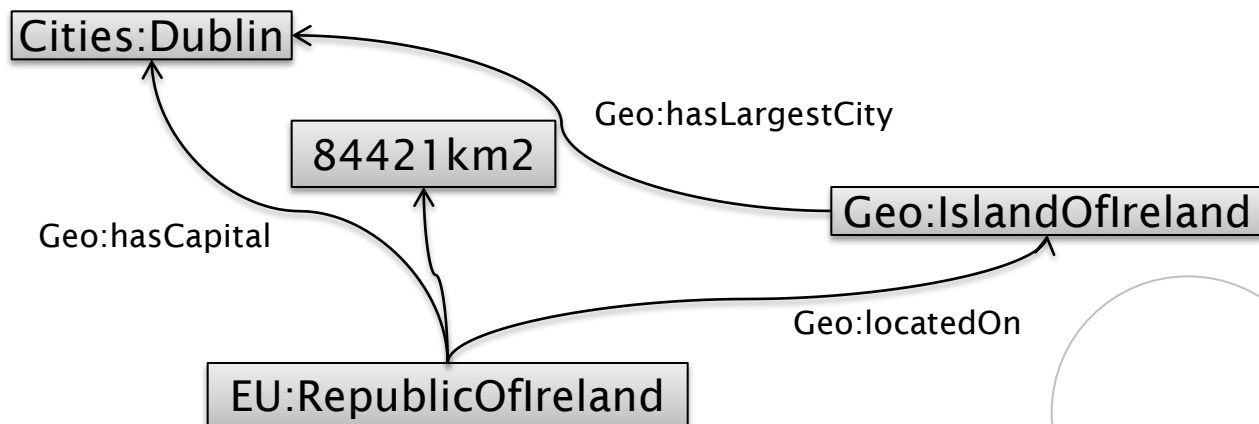 Cities:Dublin
Geo:hasLargestCity
84421km2
Geo:IslandOfIreland
Geo:hasCapital
Geo:locatedOn
EU:RepublicOfIreland